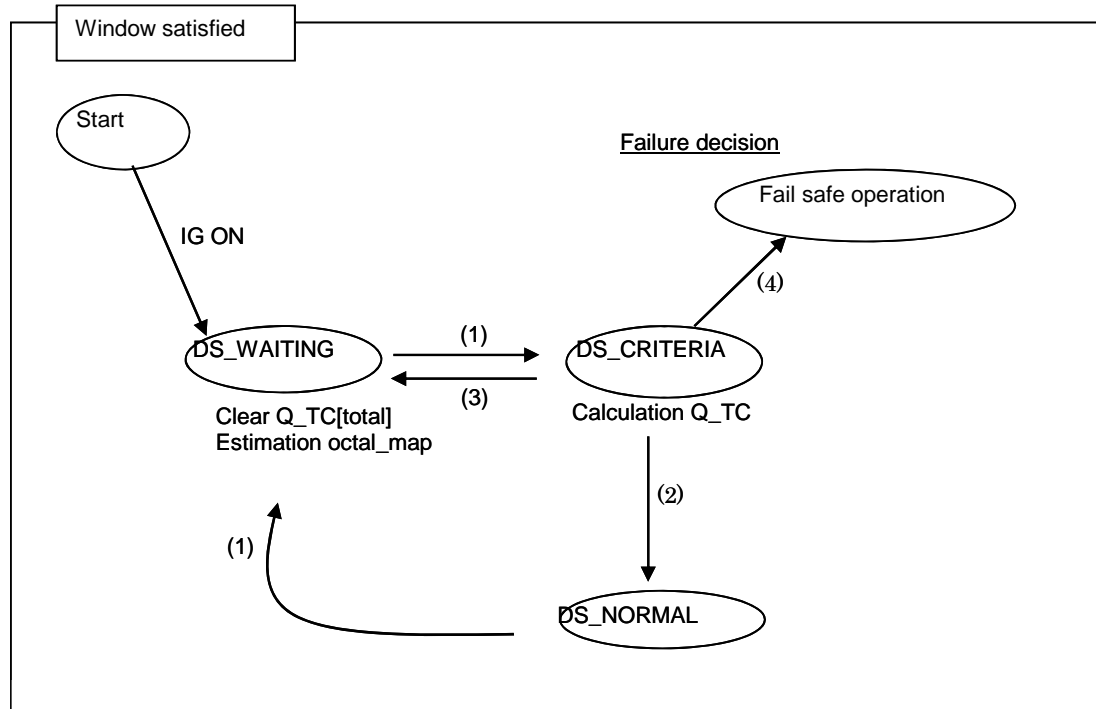 Window satisfied
Start
Failure decision
Fail safe operation
IG ON
(4)
DS_WAITING
(1)
DS_CRITERIA
(3)
Clear Q_TC[total]
Estimation octal_map
Calculation Q_TC
(2)
(1)
DS_NORMAL